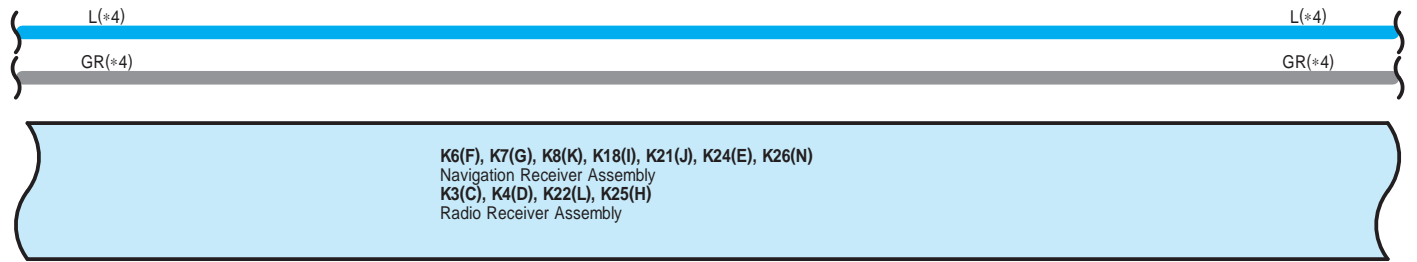 L(*4) L(*4)
GR(*4) GR(*4)
K6(F), K7(G), K8(K), K18(I), K21(J), K24(E), K26(N)
Navigation Receiver Assembly
K3(C), K4(D), K22(L), K25(H)
Radio Receiver Assembly